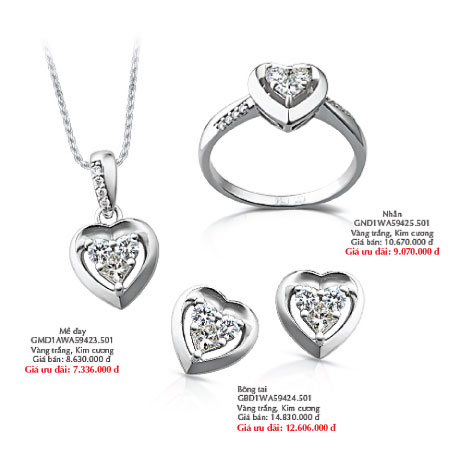 Nhẫn
GND1WA59425.501
Vàng trắng, Kim cương
Giá bán: 10.670.000 đ
Giá ưu đãi: 9.070.000 đ
Mề đay
GMD1AWA59423.501
Vàng trắng, Kim cương
Giá bán: 8.630.000 đ
Giá ưu đãi: 7.336.000 đ
Bông tai
GBD1WA59424.501
Vàng trắng, Kim cương
Giá bán: 14.830.000 đ
Giá ưu đãi: 12.606.000 đ